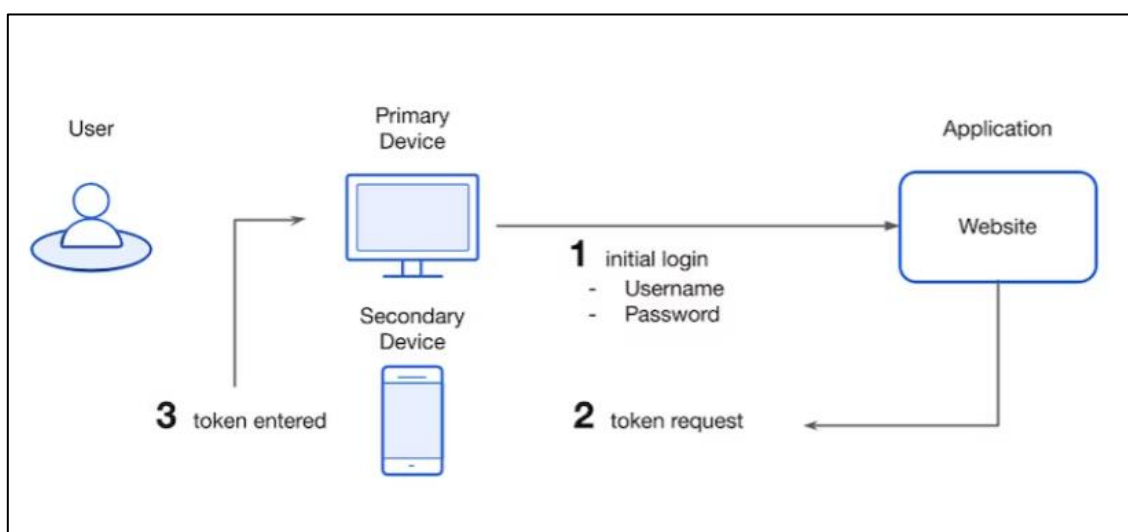 User
Primary
Device
Application
Website
1 initial login
- Username
- Password
Secondary
Device
3 token entered
2 token request